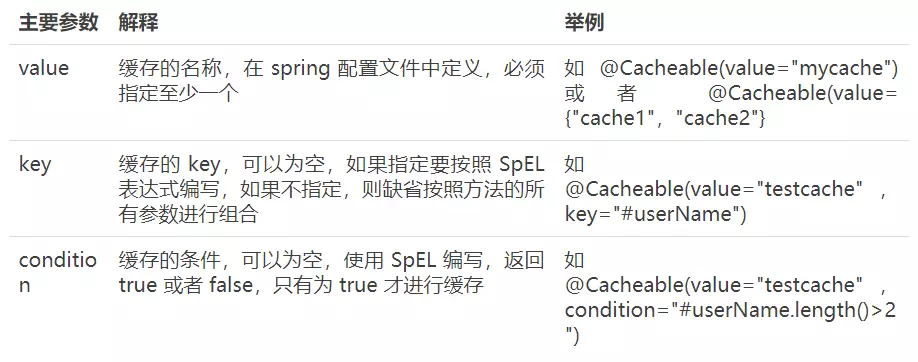 主要参数 解释 举例
value 缓存的名称，在 spring 配置文件中定义，必须 如 @Cacheable(value="mycache")
指定至少一个 或者 @Cacheable(value=
{"cache1"，"cache2"}
key 缓存的 key，可以为空，如果指定要按照 SpEL 如
表达式编写，如果不指定，则缺省按照方法的所 @Cacheable(value="testcache"，
有参数进行组合 key="#userName")
conditio 缓存的条件，可以为空，使用 SpEL 编写，返回 如
n true 或者 false，只有为 true 才进行缓存 @Cacheable(value="testcache"，
condition="#userName.length()>2
")